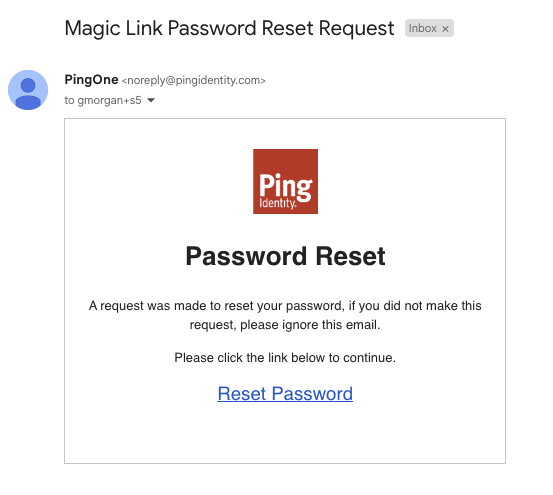 Magic Link Password Reset Request Inbox ×
PingOne <noreply@pingidentity.com>
to gmorgan+s5
Ping
Identity.
Password Reset
A request was made to reset your password, if you did not make this
request, please ignore this email.
Please click the link below to continue.
Reset Password